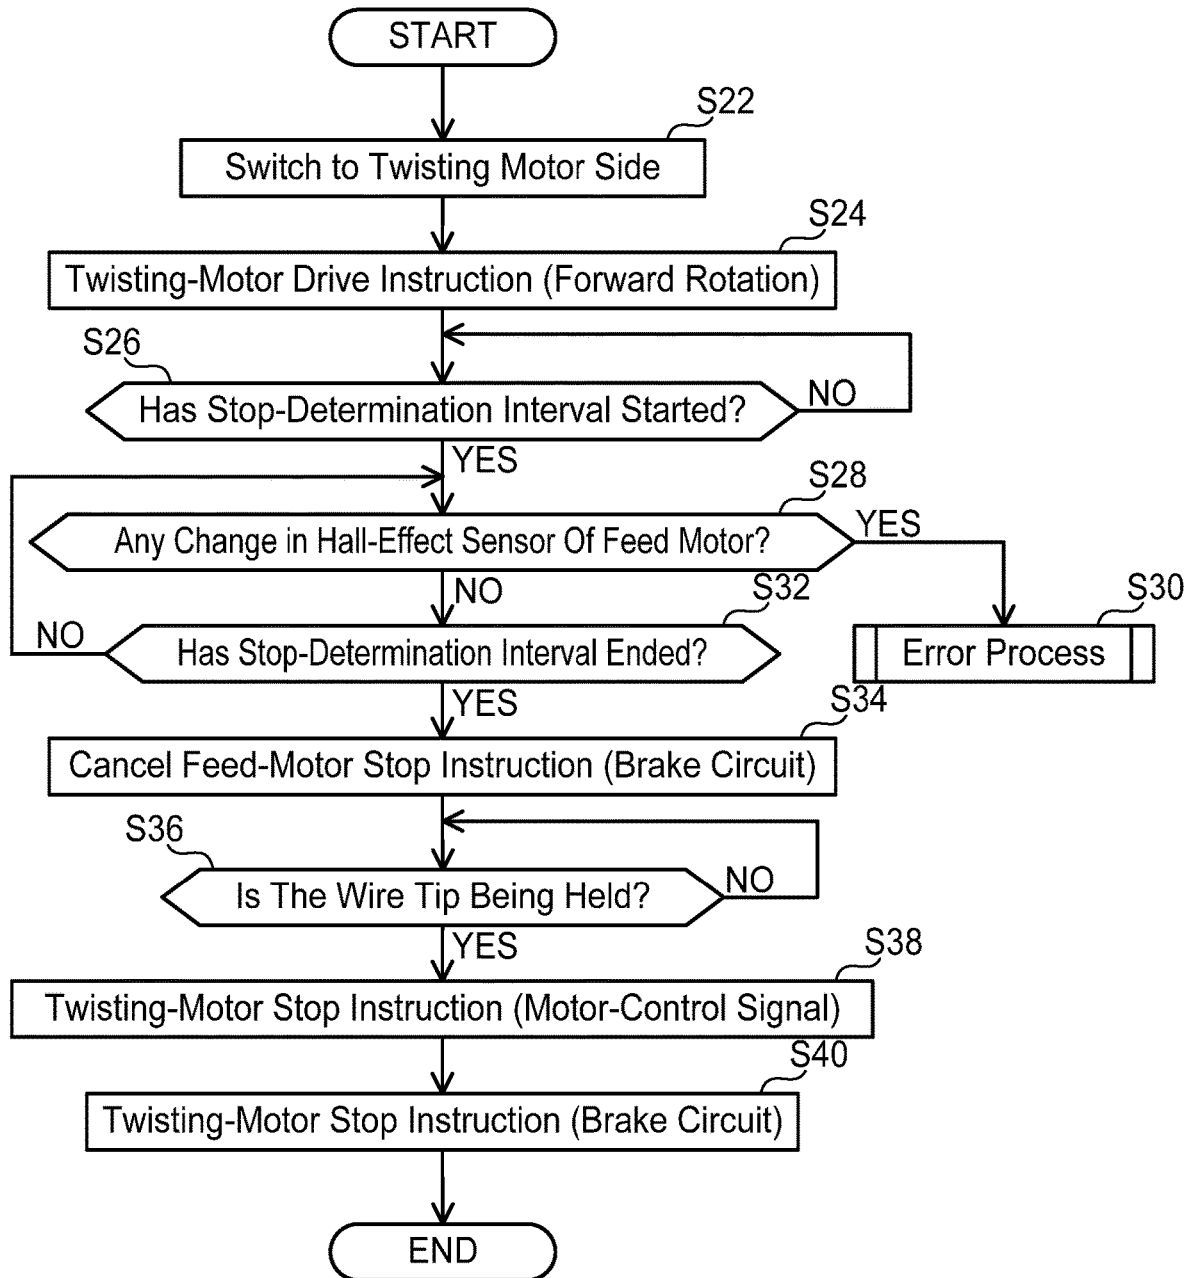 START
S22
Switch to Twisting Motor Side
S24
Twisting-Motor Drive Instruction (Forward Rotation)
S26
Has Stop-Determination Interval Started?
NO
YES
S28
Any Change in Hall-Effect Sensor Of Feed Motor?
YES
NO
S32
S30
NO
Has Stop-Determination Interval Ended?
Error Process
YES
S34
Cancel Feed-Motor Stop Instruction (Brake Circuit)
S36
Is The Wire Tip Being Held?
NO
YES
S38
Twisting-Motor Stop Instruction (Motor-Control Signal)
S40
Twisting-Motor Stop Instruction (Brake Circuit)
END